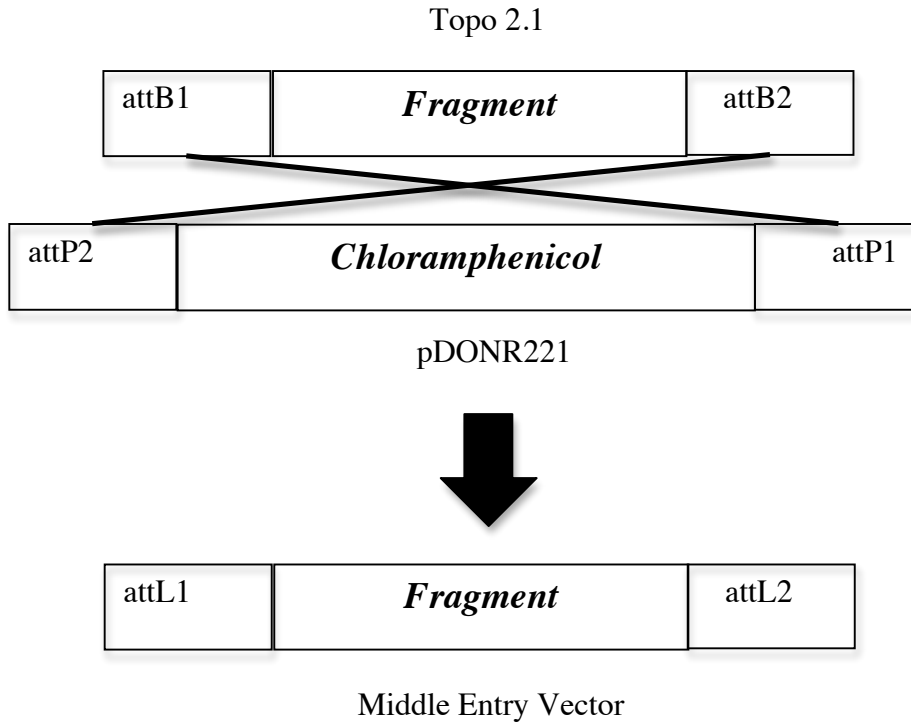 Topo 2.1
attB1 Fragment attB2
attP2 Chloramphenicol attP1
pDONR221
attL1 Fragment attL2
Middle Entry Vector